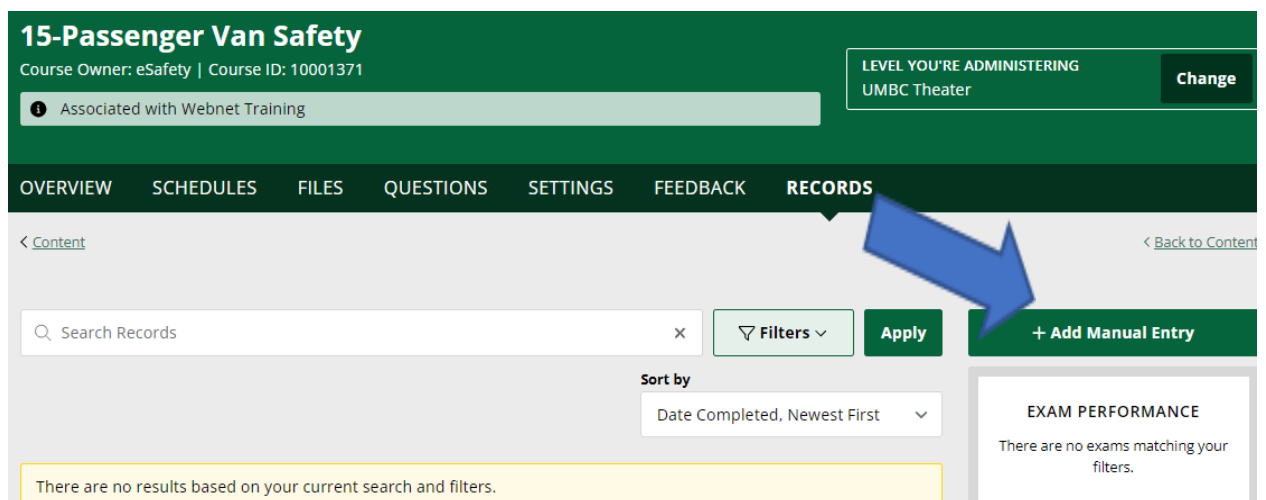 15-Passenger Van Safety
Course Owner: eSafety | Course ID: 10001371
Associated with Webnet Training
LEVEL YOU'RE ADMINISTERING
UMBC Theater
Change
OVERVIEW SCHEDULES FILES QUESTIONS SETTINGS FEEDBACK RECORDS
< Content
< Back to Content
Search Records
Filters
Apply
+ Add Manual Entry
Sort by
Date Completed, Newest First
EXAM PERFORMANCE
There are no exams matching your
filters.
There are no results based on your current search and filters.